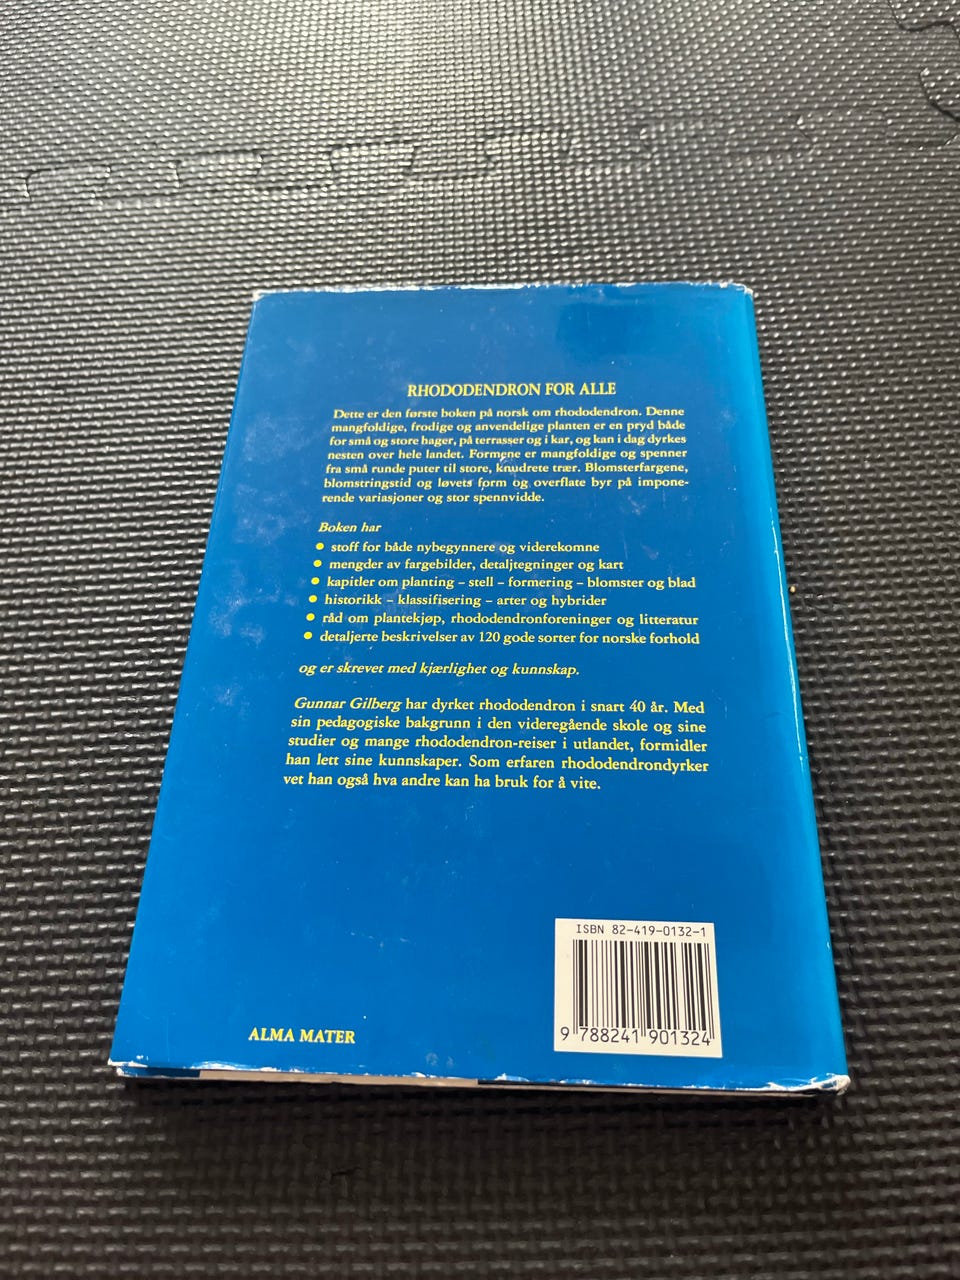 RHODODENDRON FOR ALLE
Dette er den første boken på norsk om rhododendron. Denne
mangfoldige, frodige og anvendelige planten er en pryd både
for små og store hager, på terrasser og i kar, og kan i dag dyrkes
nesten over hele landet. Formene er mangfoldige og spenner
fra små runde puter til store, knudrete trær. Blomsterfargene,
blomstringstid og løvets form og overflate byr på impone-
rende variasjoner og stor spennvidde.
Boken har
• stoff for både nybegynnere og viderekomne
• mengder av fargebilder, detaljtegninger og kart
• kapitler om planting – stell – formering – blomster og blad
• historikk – klassifisering – arter og hybrider
• råd om plantekjøp, rhododendronforeninger og litteratur
• detaljerte beskrivelser av 120 gode sorter for norske forhold
og er skrevet med kjærlighet og kunnskap.
Gunnar Gilberg har dyrket rhododendron i snart 40 år. Med
sin pedagogiske bakgrunn i den videregående skole og sine
studier og mange rhododendron-reiser i utlandet, formidler
han lett sine kunnskaper. Som erfaren rhododendrondyrker
vet han også hva andre kan ha bruk for å vite.
ISBN 82-419-0132-1
9 788241 901324
ALMA MATER